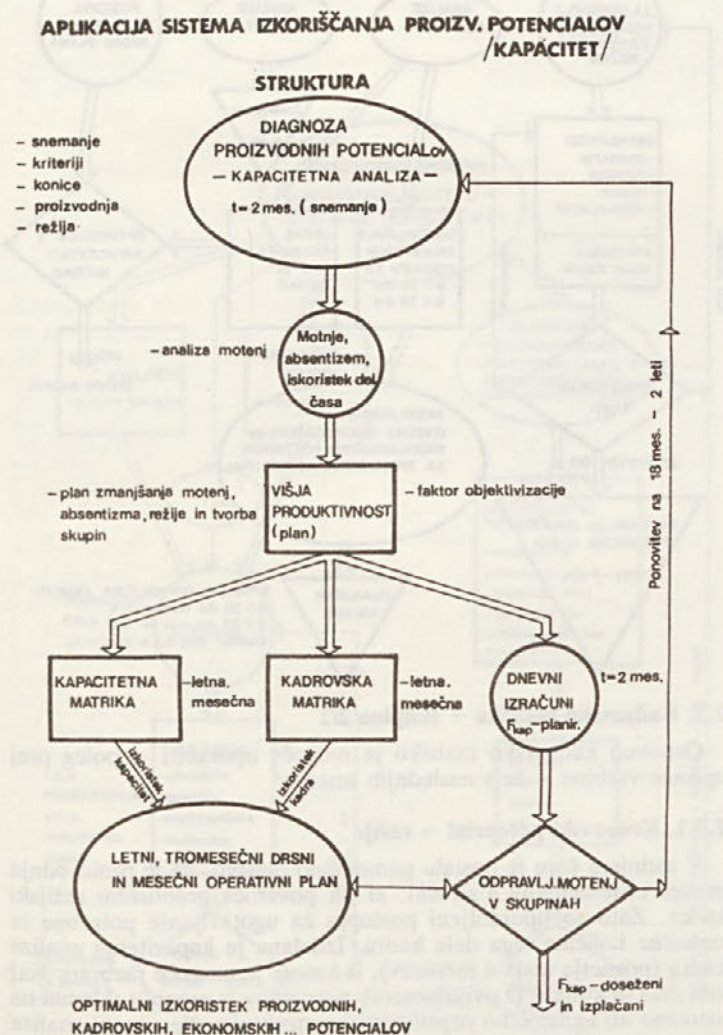 APLIKACIJA SISTEMA IZKORIŠČANJA PROIZV. POTENCIALOV
/KAPACITET/
STRUKTURA
DIAGNOZA
PROIZVODNIH POTENCIALov
— KAPACITETNA ANALIZA —
t=2 mes. ( snemanje )
– snemanje
– kriteriji
– konice
– proizvodnja
– režija
– analiza motenj
Motnje,
absentizem,
iskoristek del.
časa
– plan zmanjšanja motenj,
absentizma, režije in tvorba
skupin
VIŠJA
PRODUKTIVNOST
(plan)
– faktor objektivizacije
Ponovitev na 18 mes. – 2 leti
KAPACITETNA
MATRIKA
– letna.
mesečna
KADROVSKA
MATRIKA
– letna.
mesečna
DNEVNI
IZRAČUNI
Fkap – planir.
t=2 mes.
izkoristek
kapacitet
izkoristek
kadra
LETNI, TROMESEČNI DRSNI
IN MESEČNI OPERATIVNI PLAN
ODPRAVLJ.MOTENJ
V SKUPINAH
Fkap – doseženi
in izplačani
OPTIMALNI IZKORISTEK PROIZVODNIH,
KADROVSKIH, EKONOMSKIH ... POTENCIALOV